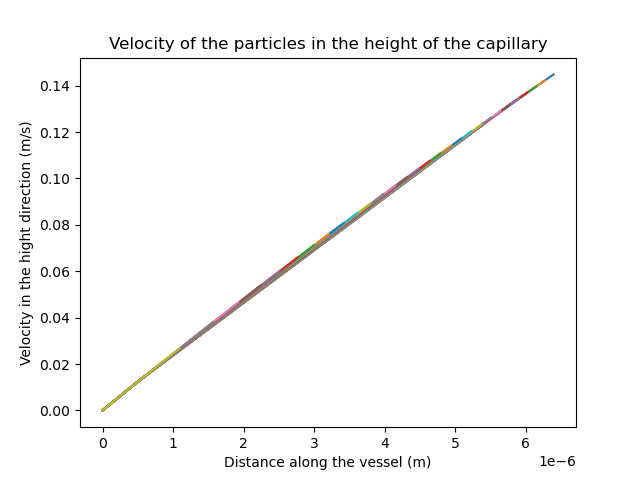 Velocity of the particles in the height of the capillary
Velocity in the hight direction (m/s)
0.14
0.12
0.10
0.08
0.06
0.04
0.02
0.00
0 1 2 3 4 5 6
1e−6
Distance along the vessel (m)